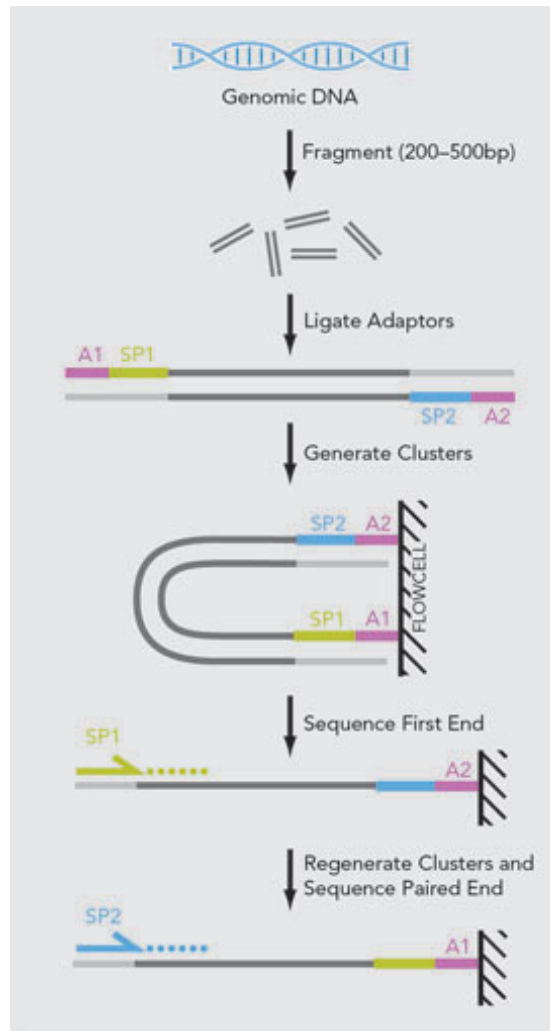 Genomic DNA
Fragment (200–500bp)
Ligate Adaptors
A1 SP1
SP2 A2
Generate Clusters
SP2 A2
FLOWCELL
SP1 A1
Sequence First End
SP1
A2
Regenerate Clusters and
Sequence Paired End
SP2
A1